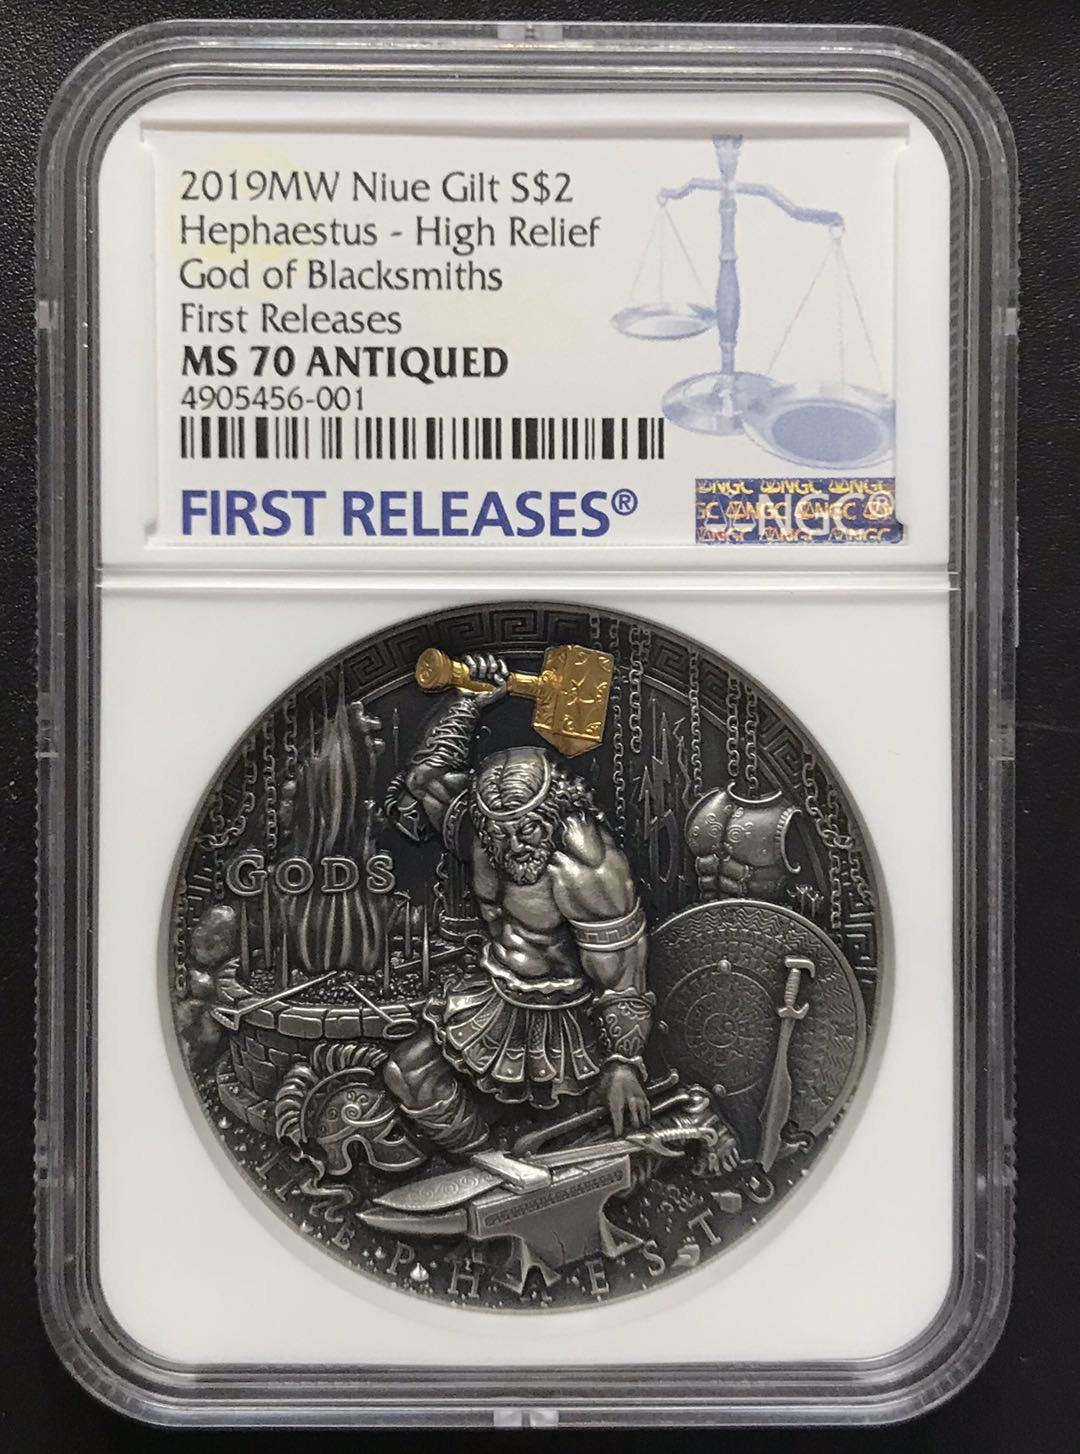 2019MW Niue Gilt S$2
Hephaestus - High Relief
God of Blacksmiths
First Releases
MS 70 ANTIQUED
4905456-001
FIRST RELEASES®
NGC®
GODS
HEPHAESTUS